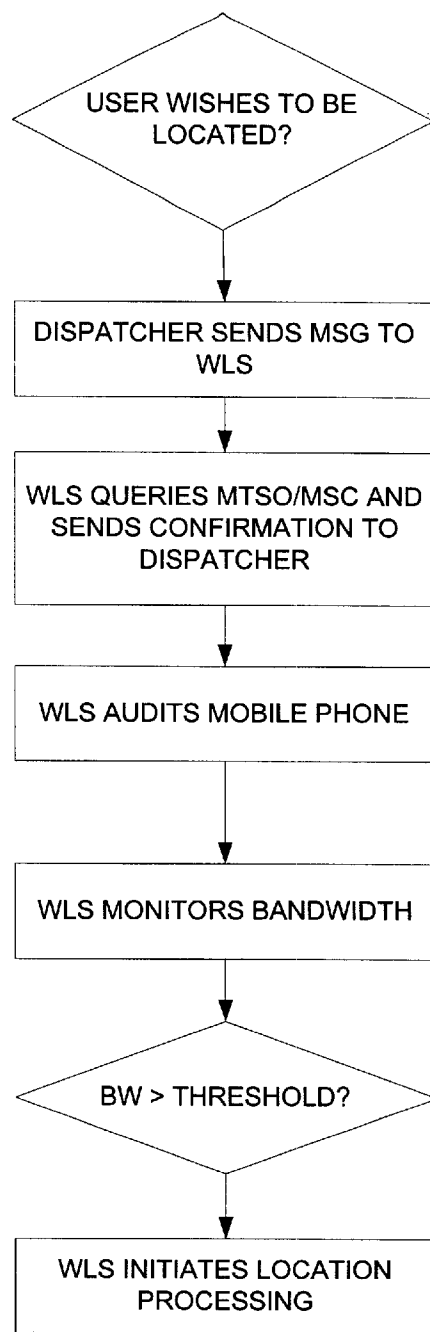 USER WISHES TO BE
LOCATED?
DISPATCHER SENDS MSG TO
WLS
WLS QUERIES MTSO/MSC AND
SENDS CONFIRMATION TO
DISPATCHER
WLS AUDITS MOBILE PHONE
WLS MONITORS BANDWIDTH
BW > THRESHOLD?
WLS INITIATES LOCATION
PROCESSING